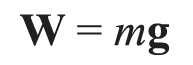 W = mg